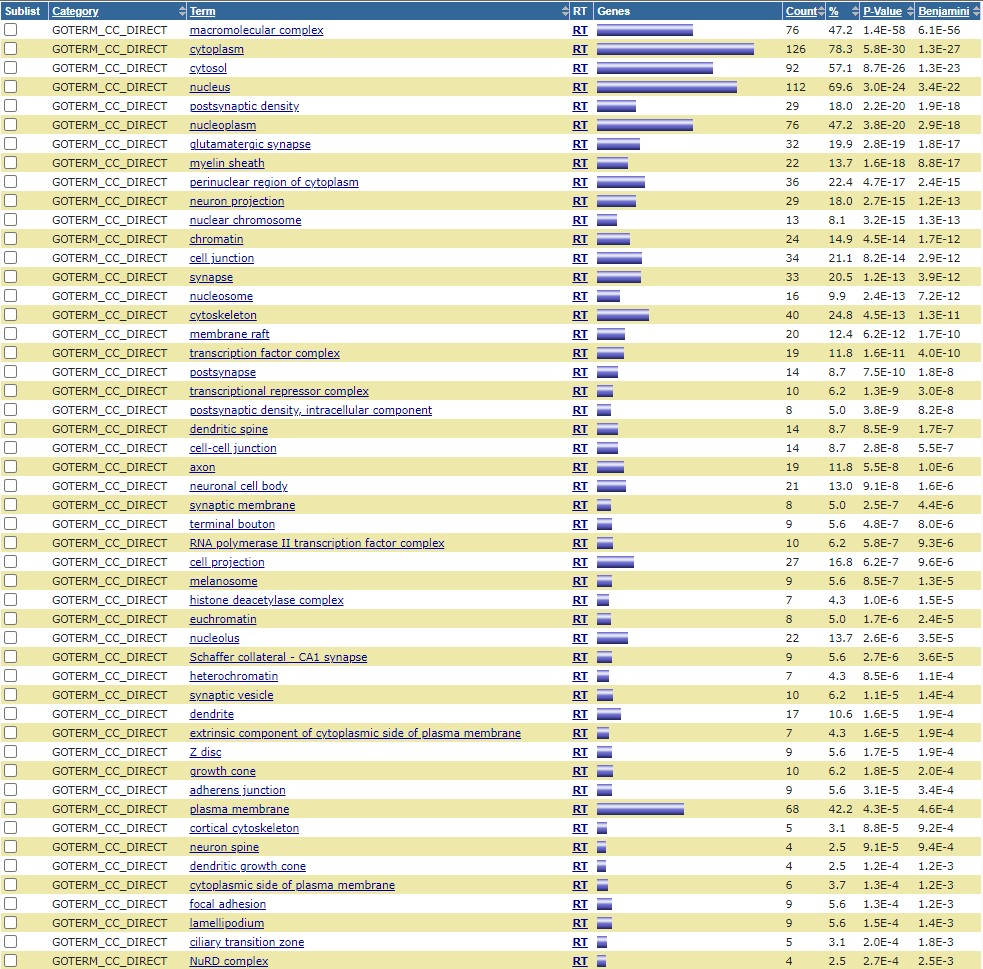 Sublist Category Term RT Genes Count % P-Value Benjamini
GOTERM_CC_DIRECT macromolecular complex RT 76 47.2 1.4E-58 6.1E-56
GOTERM_CC_DIRECT cytoplasm RT 126 78.3 5.8E-30 1.3E-27
GOTERM_CC_DIRECT cytosol RT 92 57.1 8.7E-26 1.3E-23
GOTERM_CC_DIRECT nucleus RT 112 69.6 3.0E-24 3.4E-22
GOTERM_CC_DIRECT postsynaptic density RT 29 18.0 2.2E-20 1.9E-18
GOTERM_CC_DIRECT nucleoplasm RT 76 47.2 3.8E-20 2.9E-18
GOTERM_CC_DIRECT glutamatergic synapse RT 32 19.9 2.8E-19 1.8E-17
GOTERM_CC_DIRECT myelin sheath RT 22 13.7 1.6E-18 8.8E-17
GOTERM_CC_DIRECT perinuclear region of cytoplasm RT 36 22.4 4.7E-17 2.4E-15
GOTERM_CC_DIRECT neuron projection RT 29 18.0 2.7E-15 1.2E-13
GOTERM_CC_DIRECT nuclear chromosome RT 13 8.1 3.2E-15 1.3E-13
GOTERM_CC_DIRECT chromatin RT 24 14.9 4.5E-14 1.7E-12
GOTERM_CC_DIRECT cell junction RT 34 21.1 8.2E-14 2.9E-12
GOTERM_CC_DIRECT synapse RT 33 20.5 1.2E-13 3.9E-12
GOTERM_CC_DIRECT nucleosome RT 16 9.9 2.4E-13 7.2E-12
GOTERM_CC_DIRECT cytoskeleton RT 40 24.8 4.5E-13 1.3E-11
GOTERM_CC_DIRECT membrane raft RT 20 12.4 6.2E-12 1.7E-10
GOTERM_CC_DIRECT transcription factor complex RT 19 11.8 1.6E-11 4.0E-10
GOTERM_CC_DIRECT postsynapse RT 14 8.7 7.5E-10 1.8E-8
GOTERM_CC_DIRECT transcriptional repressor complex RT 10 6.2 1.3E-9 3.0E-8
GOTERM_CC_DIRECT postsynaptic density, intracellular component RT 8 5.0 3.8E-9 8.2E-8
GOTERM_CC_DIRECT dendritic spine RT 14 8.7 8.5E-9 1.7E-7
GOTERM_CC_DIRECT cell-cell junction RT 14 8.7 2.8E-8 5.5E-7
GOTERM_CC_DIRECT axon RT 19 11.8 5.5E-8 1.0E-6
GOTERM_CC_DIRECT neuronal cell body RT 21 13.0 9.1E-8 1.6E-6
GOTERM_CC_DIRECT synaptic membrane RT 8 5.0 2.5E-7 4.4E-6
GOTERM_CC_DIRECT terminal bouton RT 9 5.6 4.8E-7 8.0E-6
GOTERM_CC_DIRECT RNA polymerase II transcription factor complex RT 10 6.2 5.8E-7 9.3E-6
GOTERM_CC_DIRECT cell projection RT 27 16.8 6.2E-7 9.6E-6
GOTERM_CC_DIRECT melanosome RT 9 5.6 8.5E-7 1.3E-5
GOTERM_CC_DIRECT histone deacetylase complex RT 7 4.3 1.0E-6 1.5E-5
GOTERM_CC_DIRECT euchromatin RT 8 5.0 1.7E-6 2.4E-5
GOTERM_CC_DIRECT nucleolus RT 22 13.7 2.6E-6 3.5E-5
GOTERM_CC_DIRECT Schaffer collateral - CA1 synapse RT 9 5.6 2.7E-6 3.6E-5
GOTERM_CC_DIRECT heterochromatin RT 7 4.3 8.5E-6 1.1E-4
GOTERM_CC_DIRECT synaptic vesicle RT 10 6.2 1.1E-5 1.4E-4
GOTERM_CC_DIRECT dendrite RT 17 10.6 1.6E-5 1.9E-4
GOTERM_CC_DIRECT extrinsic component of cytoplasmic side of plasma membrane RT 7 4.3 1.6E-5 1.9E-4
GOTERM_CC_DIRECT Z disc RT 9 5.6 1.7E-5 1.9E-4
GOTERM_CC_DIRECT growth cone RT 10 6.2 1.8E-5 2.0E-4
GOTERM_CC_DIRECT adherens junction RT 9 5.6 3.1E-5 3.4E-4
GOTERM_CC_DIRECT plasma membrane RT 68 42.2 4.3E-5 4.6E-4
GOTERM_CC_DIRECT cortical cytoskeleton RT 5 3.1 8.8E-5 9.2E-4
GOTERM_CC_DIRECT neuron spine RT 4 2.5 9.1E-5 9.4E-4
GOTERM_CC_DIRECT dendritic growth cone RT 4 2.5 1.2E-4 1.2E-3
GOTERM_CC_DIRECT cytoplasmic side of plasma membrane RT 6 3.7 1.3E-4 1.2E-3
GOTERM_CC_DIRECT focal adhesion RT 9 5.6 1.3E-4 1.2E-3
GOTERM_CC_DIRECT lamellipodium RT 9 5.6 1.5E-4 1.4E-3
GOTERM_CC_DIRECT ciliary transition zone RT 5 3.1 2.0E-4 1.8E-3
GOTERM_CC_DIRECT NuRD complex RT 4 2.5 2.7E-4 2.5E-3